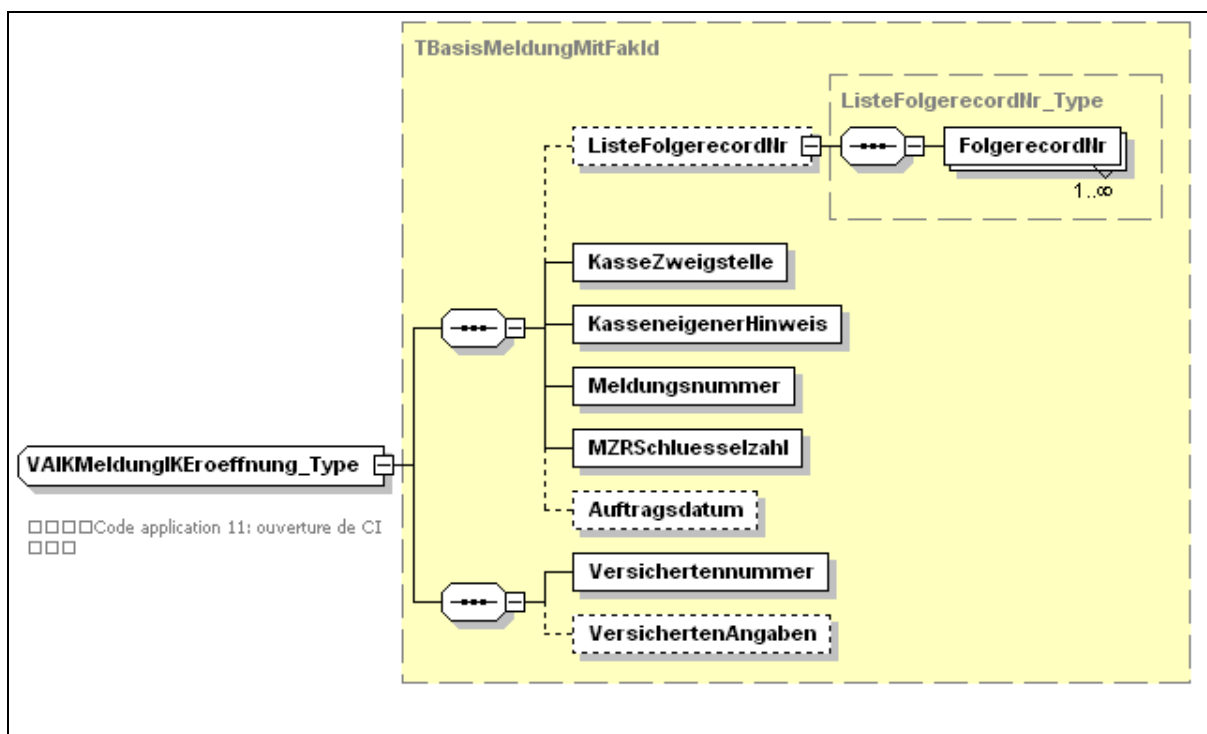 TBasisMeldungMitFakId
ListeFolgerecordNr_Type
ListeFolgerecordNr
FolgerecordNr
1..∞
KasseZweigstelle
KasseneigenerHinweis
Meldungsnummer
MZRSchluesselzahl
VAIKMeldungIKEroeffnung_Type
Auftragsdatum
□□□□Code application 11: ouverture de CI
□□□
Versichertennummer
VersichertenAngaben